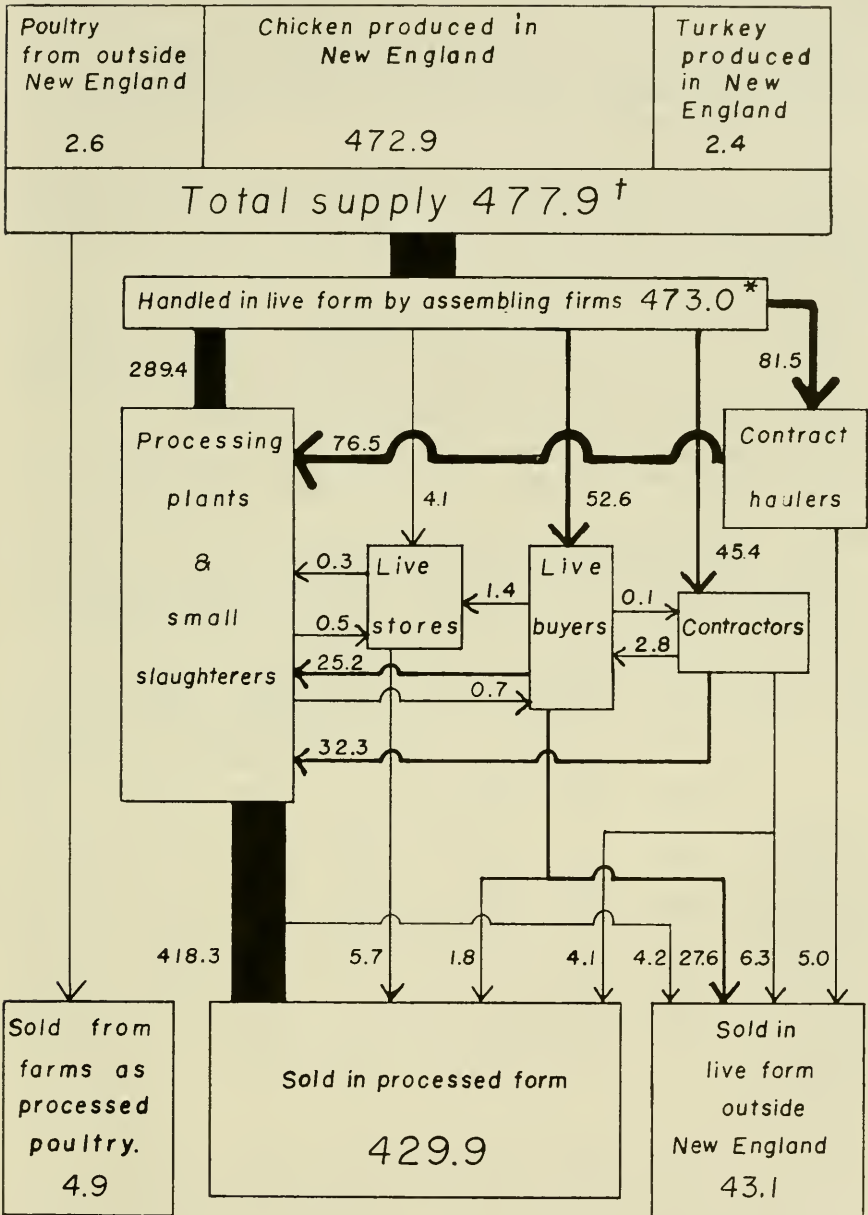 Poultry
from outside
New England
2.6
Chicken produced in
New England
472.9
Turkey
produced
in New
England
2.4
Total supply 477.9†
Handled in live form by assembling firms 473.0*
289.4
81.5
Processing
plants
&
small
slaughterers
76.5
Contract
haulers
4.1
52.6
45.4
0.3
Live
stores
1.4
Live
buyers
0.1
Contractors
0.5
2.8
25.2
0.7
32.3
418.3
5.7
1.8
4.1
4.2
27.6
6.3
5.0
Sold from
farms as
processed
poultry.
4.9
Sold in processed form
429.9
Sold in
live form
outside
New England
43.1